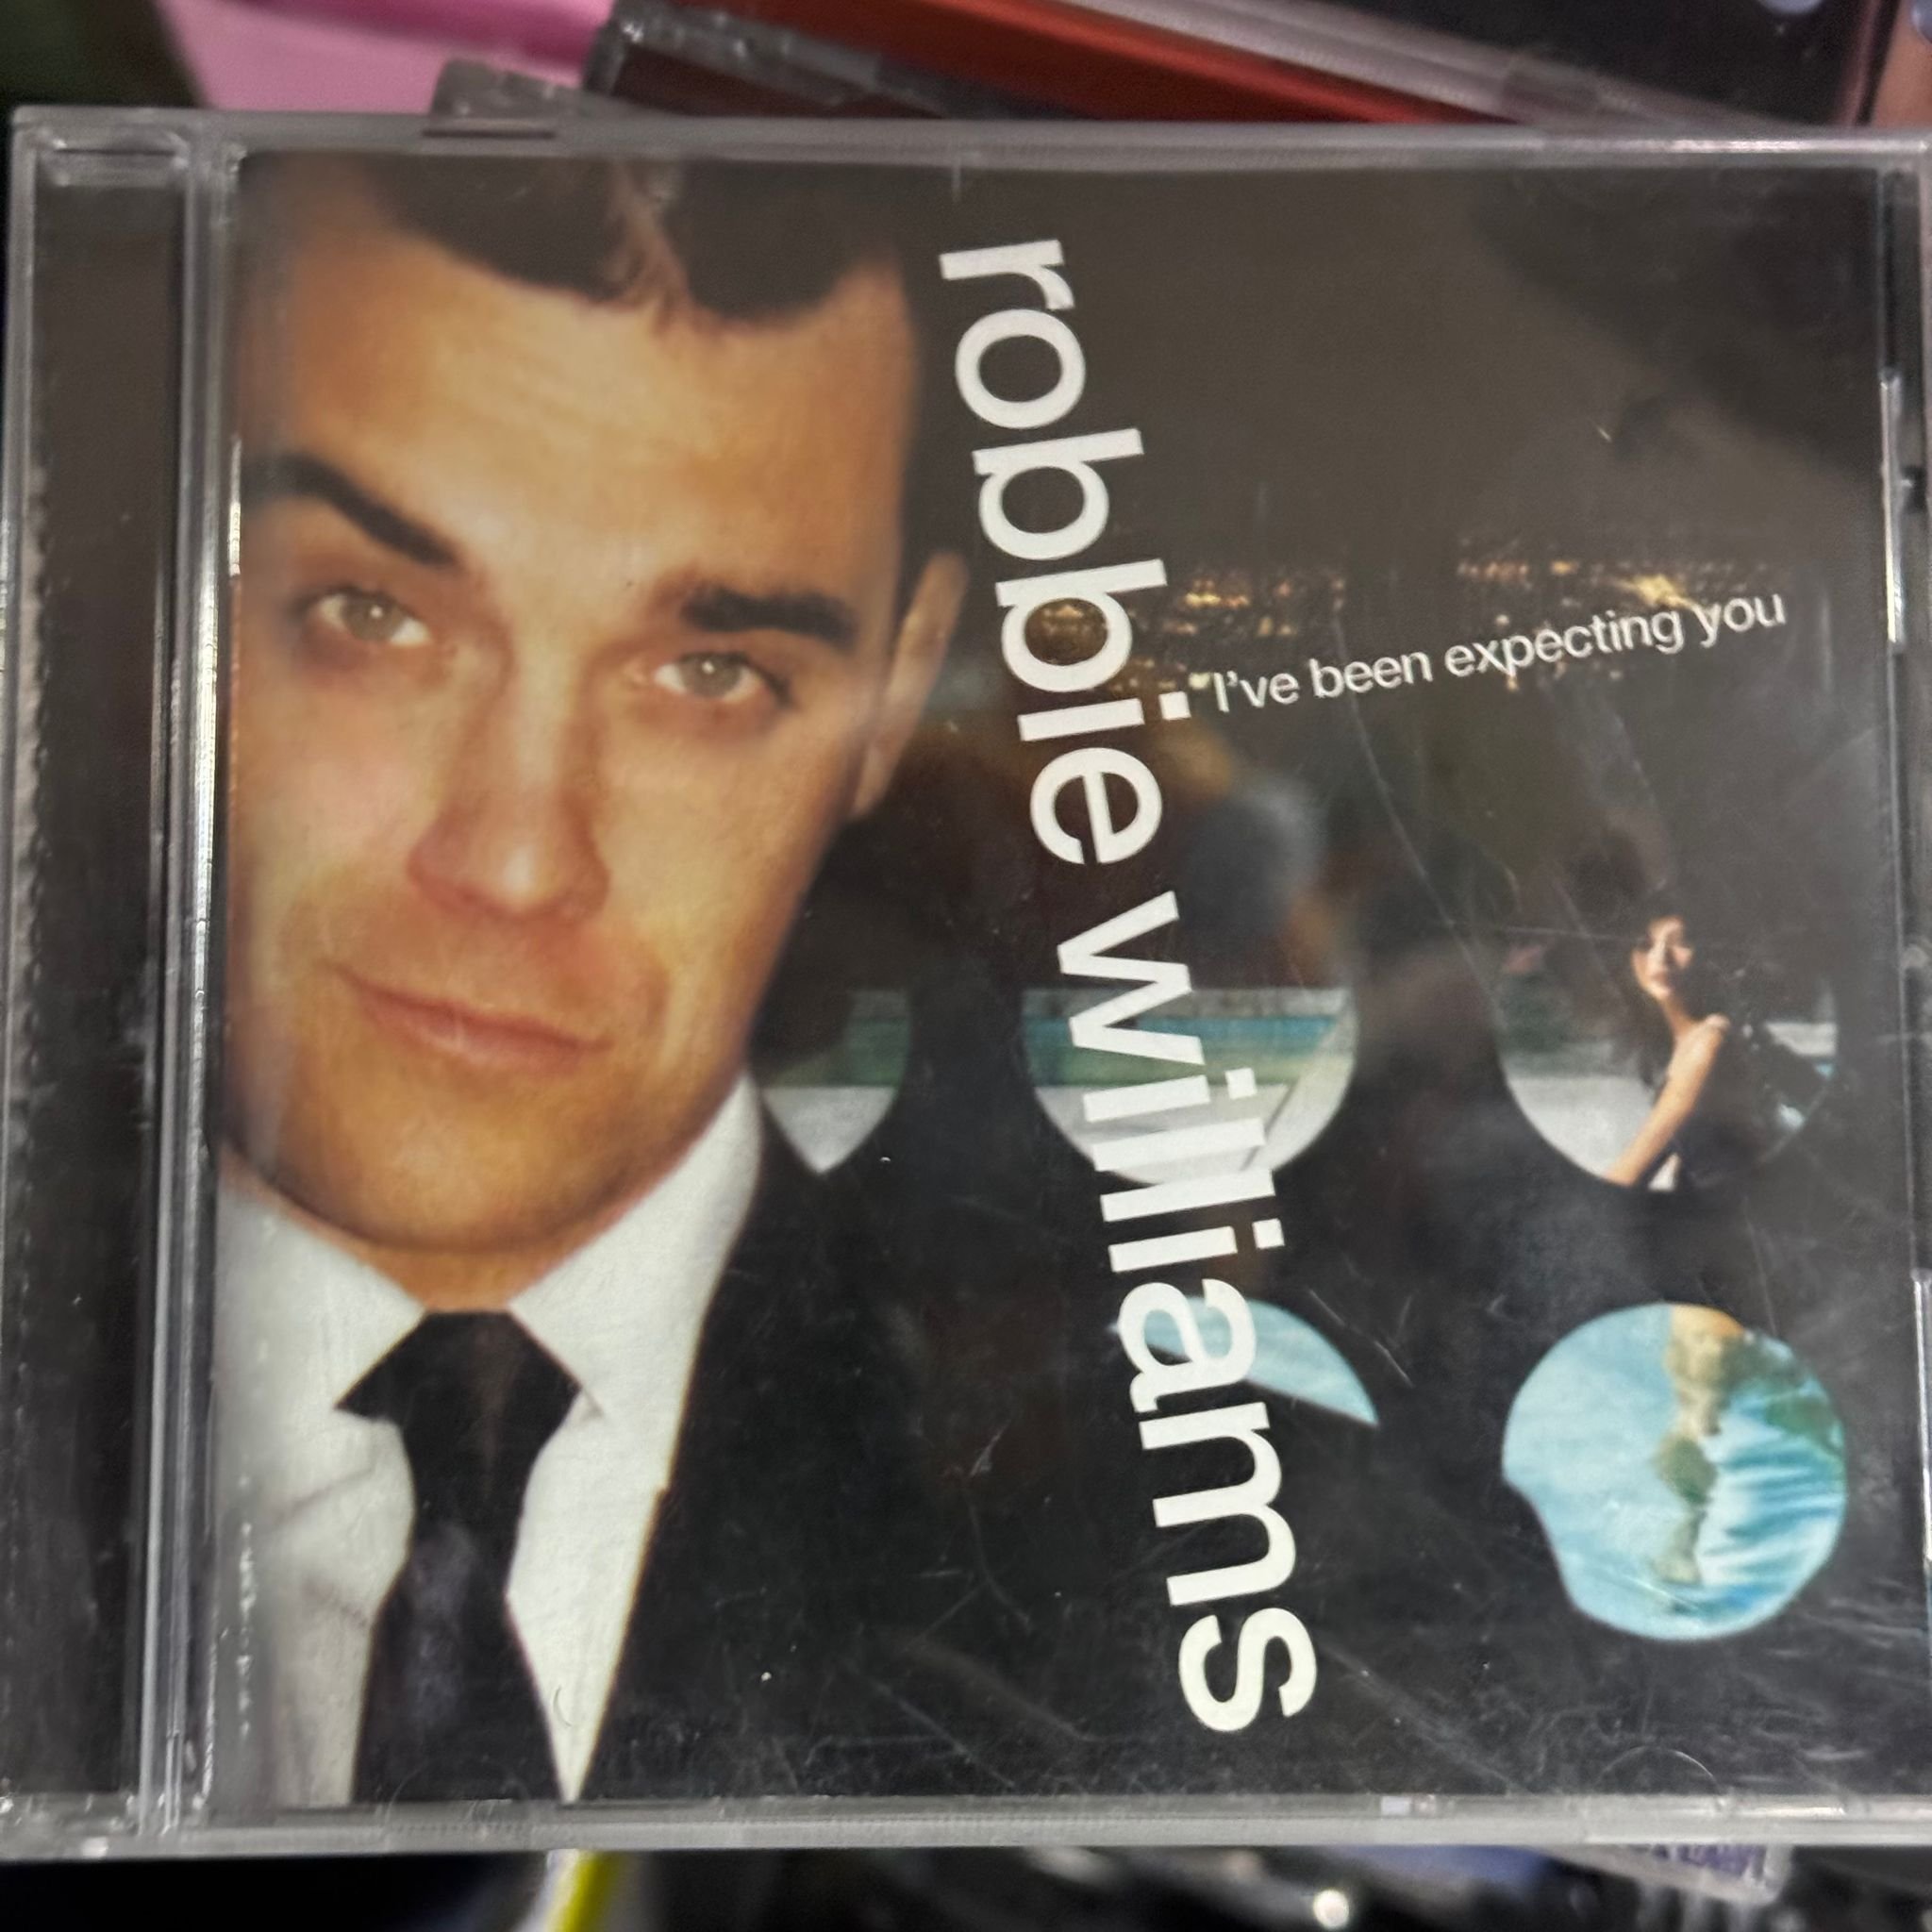 robbie williams
I've been expecting you